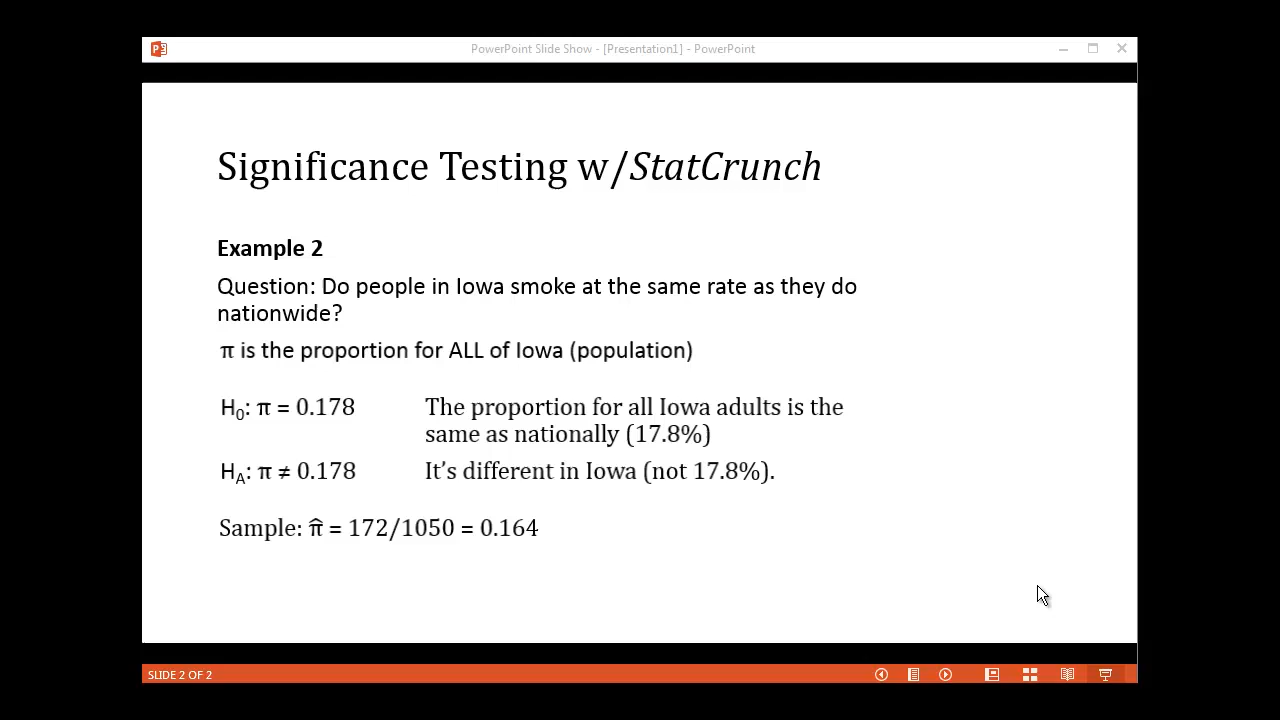 PowerPoint Slide Show - [Presentation1] - PowerPoint
Significance Testing w/StatCrunch
Example 2
Question: Do people in Iowa smoke at the same rate as they do
nationwide?
π is the proportion for ALL of Iowa (population)
H₀: π = 0.178 The proportion for all Iowa adults is the
same as nationally (17.8%)
Hₐ: π ≠ 0.178 It's different in Iowa (not 17.8%).
Sample: π̂ = 172/1050 = 0.164
SLIDE 2 OF 2